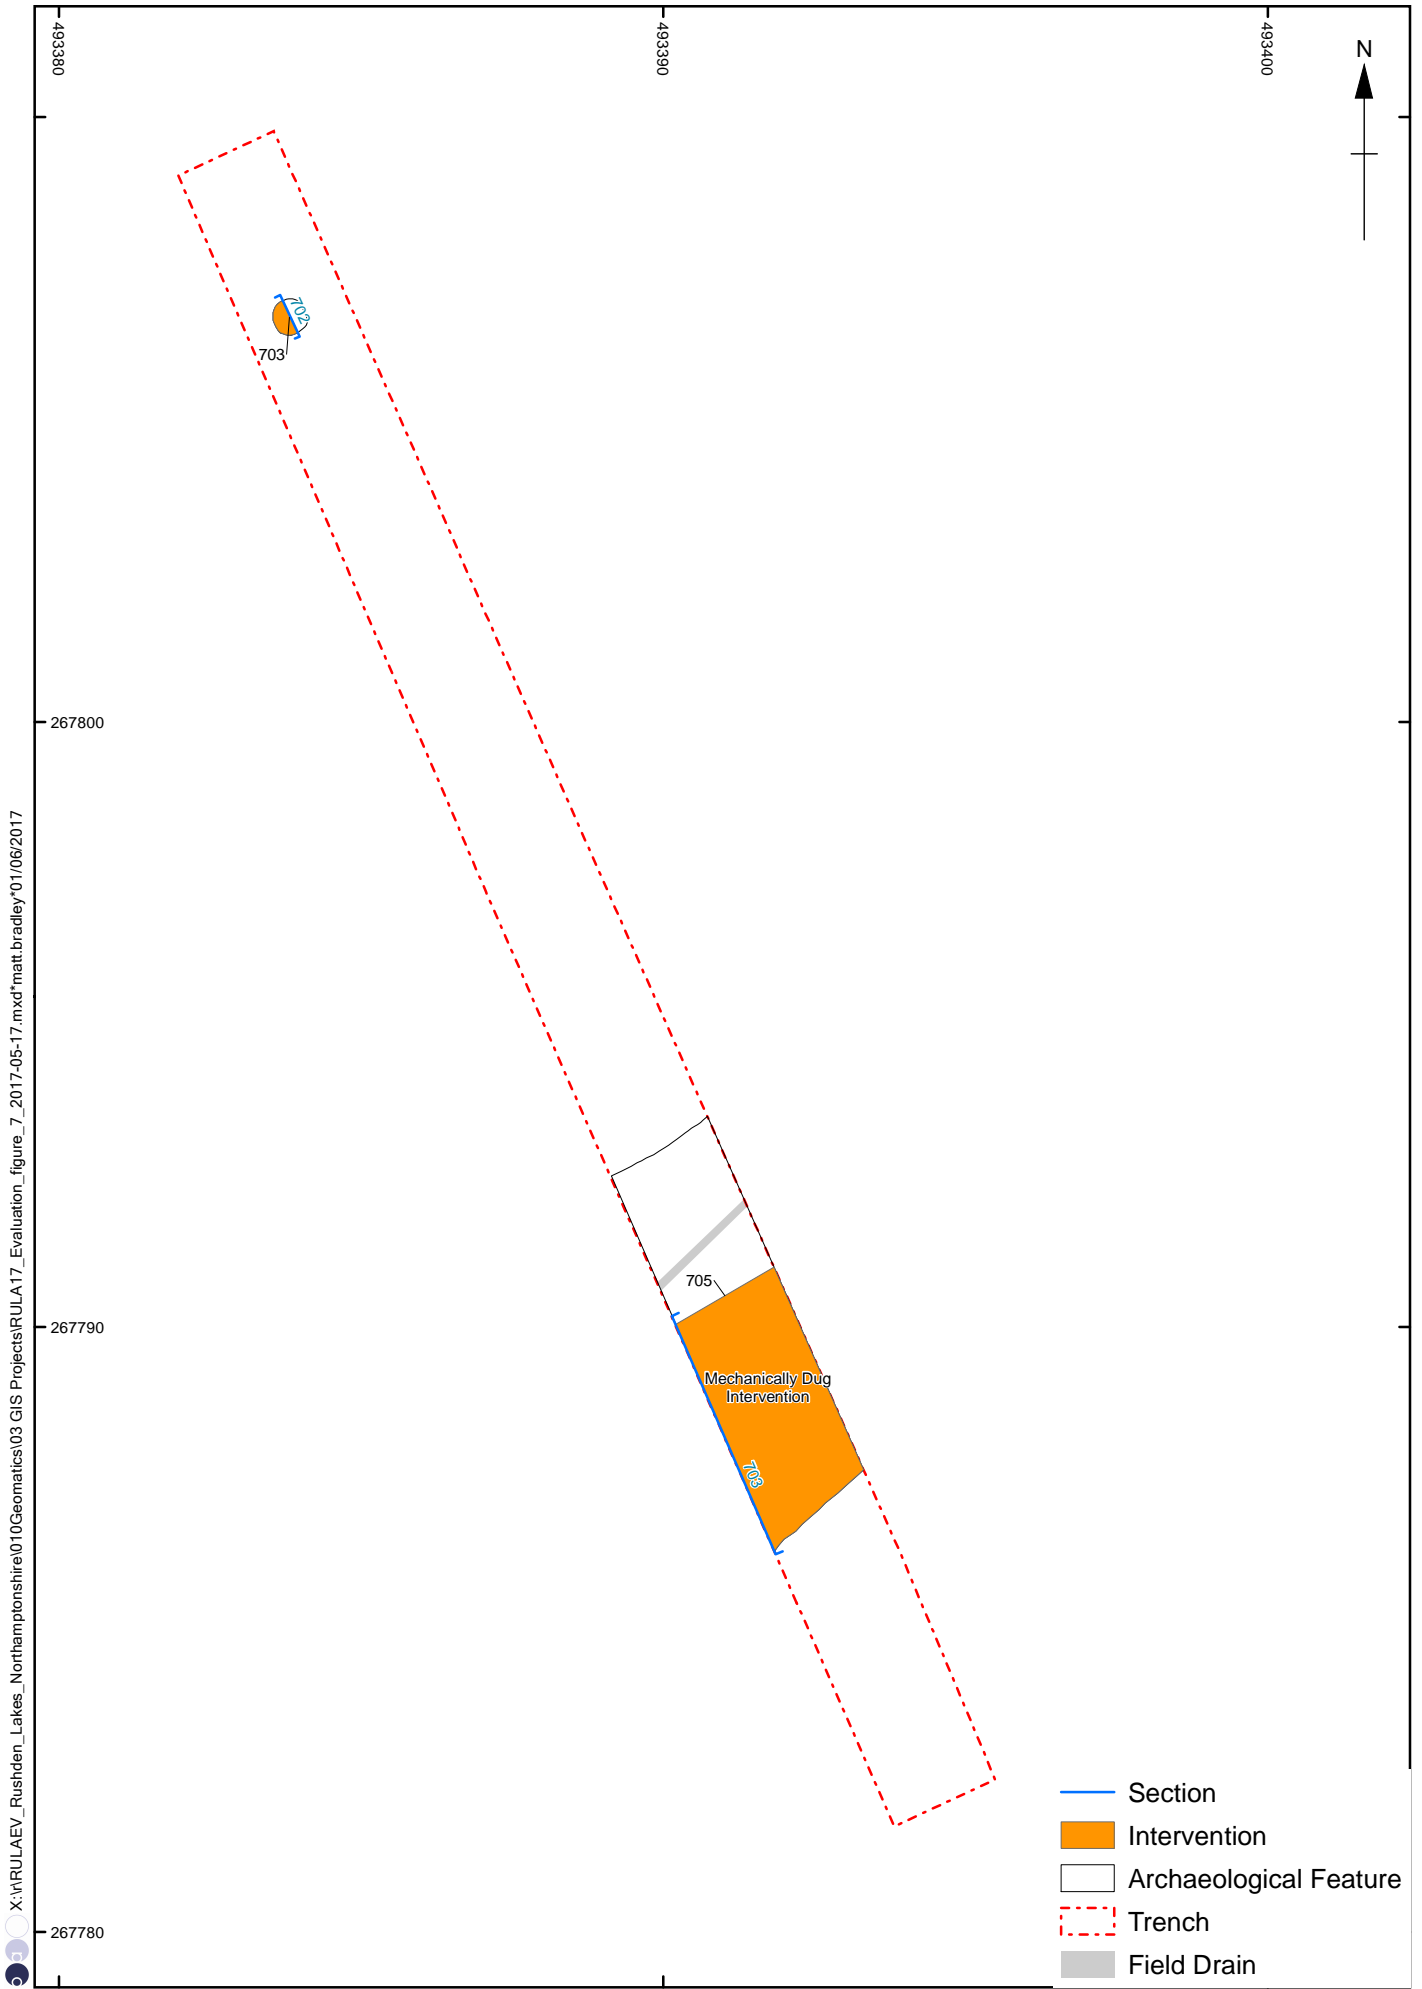 493380
493390
493400
N
702
703
267800
705
267790
Mechanically Dug
Intervention
703
267780
Section
Intervention
Archaeological Feature
Trench
Field Drain
X:\r\RULAEV_Rushden_Lakes_Northamptonshire\010Geomatics\03 GIS Projects\RULA17_Evaluation_figure_7_2017-05-17.mxd*matt.bradley*01/06/2017